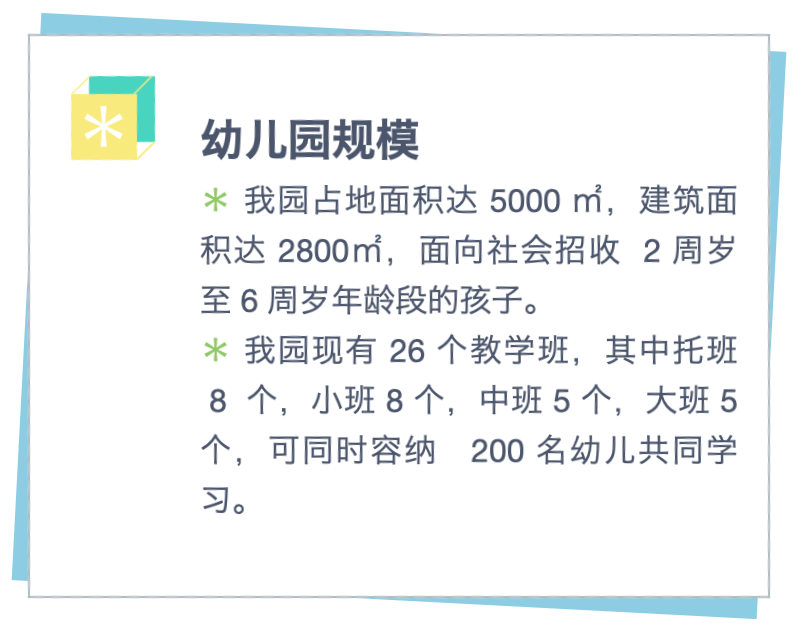 幼儿园规模
* 我园占地面积达 5000 ㎡，建筑面
积达 2800㎡，面向社会招收 2 周岁
至 6 周岁年龄段的孩子。
* 我园现有 26 个教学班，其中托班
8 个，小班 8 个，中班 5 个，大班 5
个，可同时容纳 200 名幼儿共同学
习。